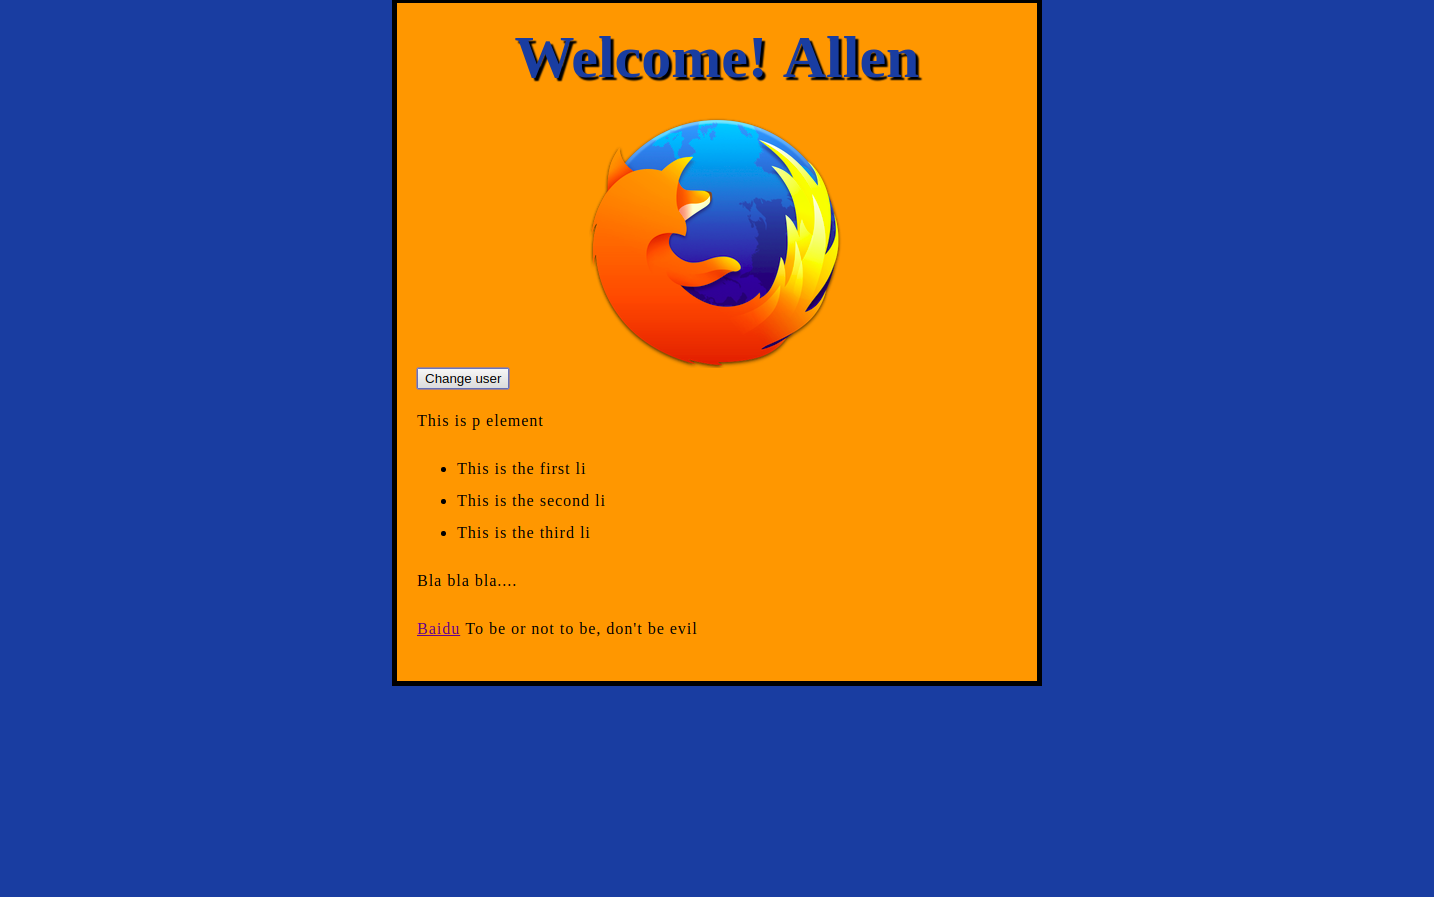 Welcome! Allen
Change user
This is p element
This is the first li
This is the second li
This is the third li
Bla bla bla....
Baidu To be or not to be, don't be evil